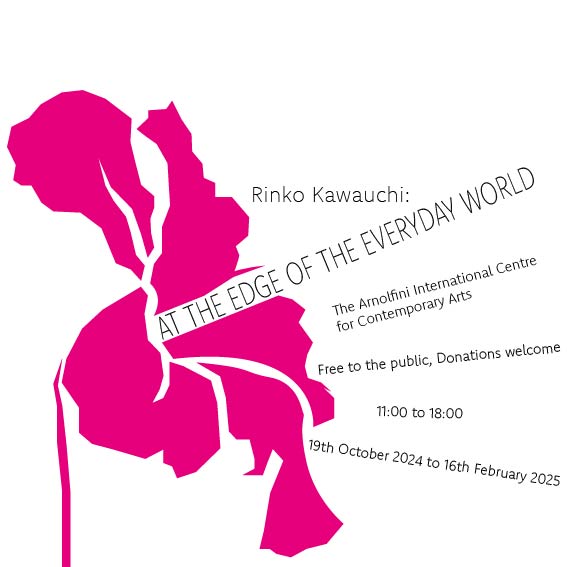 Rinko Kawauchi:
AT THE EDGE OF THE EVERYDAY WORLD
The Arnolfini International Centre
for Contemporary Arts
Free to the public, Donations welcome
11:00 to 18:00
19th October 2024 to 16th February 2025